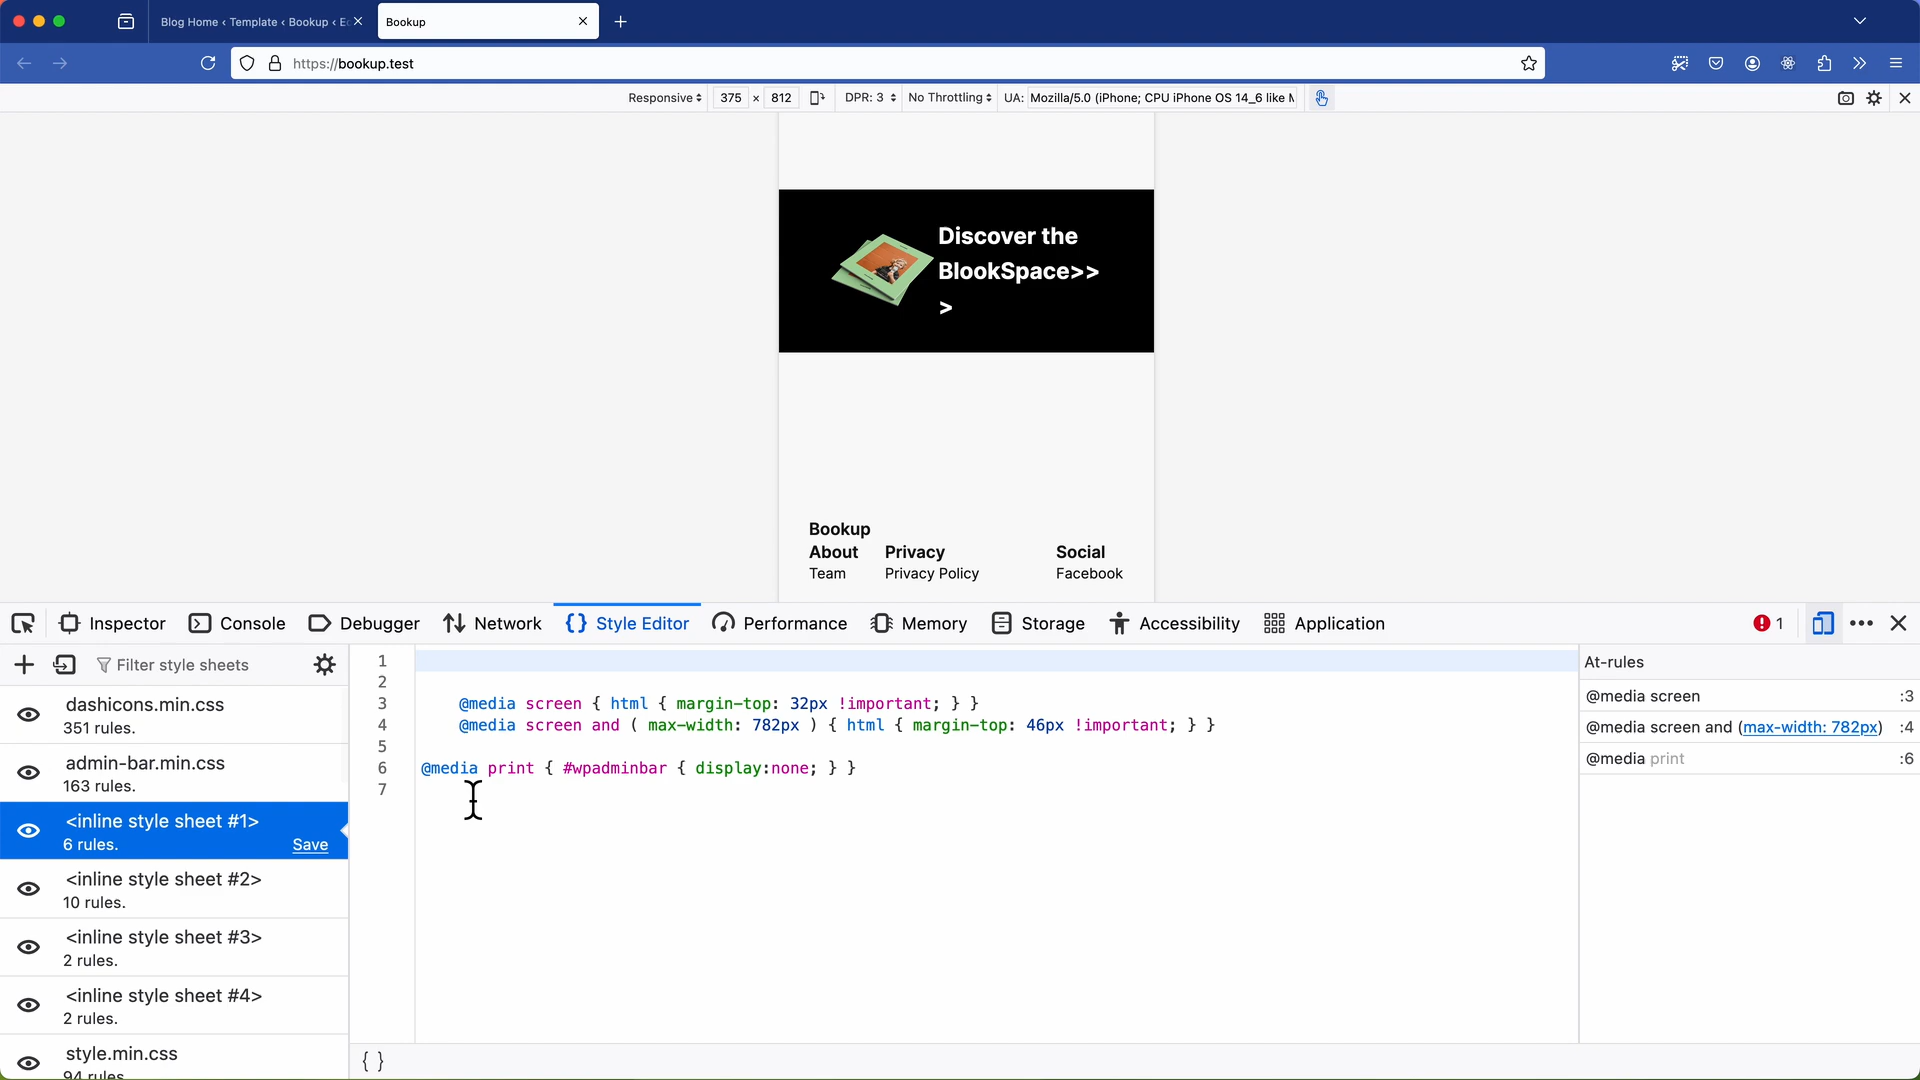 Blog Home ‹ Template ‹ Bookup ‹ E
Bookup
https://bookup.test
Responsive 375 × 812 DPR: 3 No Throttling UA: Mozilla/5.0 (iPhone; CPU iPhone OS 14_6 like M
Discover the
BlookSpace>>
>
Bookup
About Privacy Social
Team Privacy Policy Facebook
Inspector Console Debugger Network Style Editor Performance Memory Storage Accessibility Application 1
Filter style sheets
dashicons.min.css
351 rules.
admin-bar.min.css
163 rules.
<inline style sheet #1>
6 rules. Save
<inline style sheet #2>
10 rules.
<inline style sheet #3>
2 rules.
<inline style sheet #4>
2 rules.
style.min.css
94 rules
1
2
3 @media screen { html { margin-top: 32px !important; } }
4 @media screen and ( max-width: 782px ) { html { margin-top: 46px !important; } }
5
6 @media print { #wpadminbar { display:none; } }
7
{ }
At-rules
@media screen :3
@media screen and (max-width: 782px) :4
@media print :6